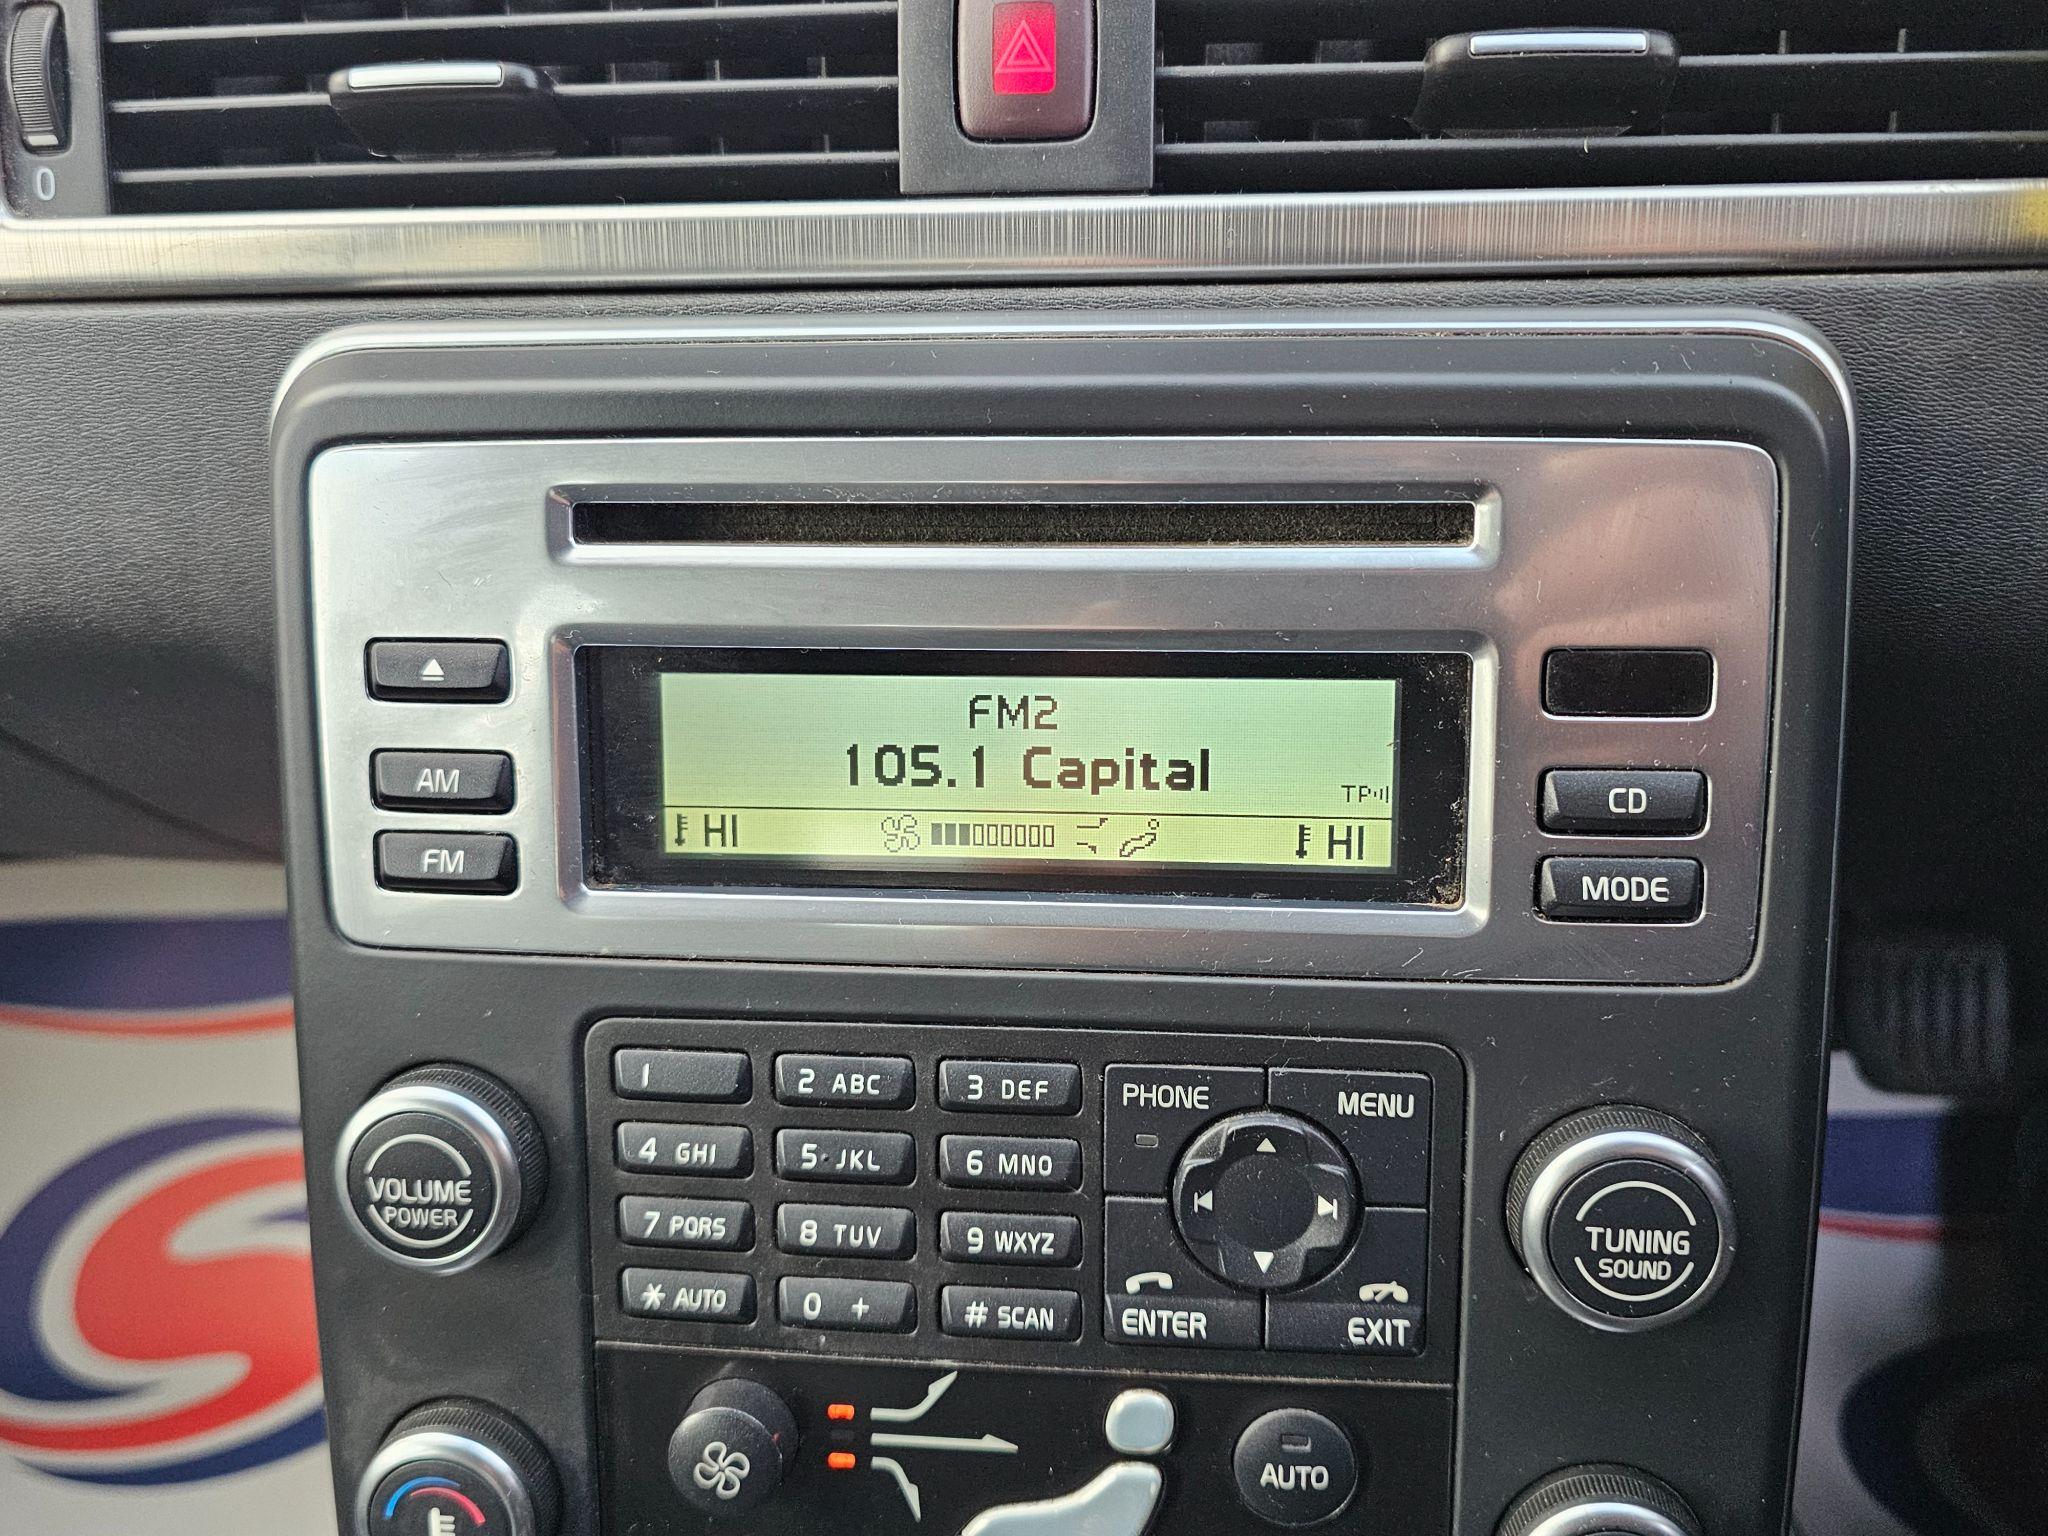 0
FM2
105.1 Capital
TP
HI HI
AM
FM
CD
MODE
1 2 ABC 3 DEF
4 GHI 5 JKL 6 MNO
7 PQRS 8 TUV 9 WXYZ
* AUTO 0 + # SCAN
PHONE MENU
ENTER EXIT
VOLUME
POWER
TUNING
SOUND
AUTO